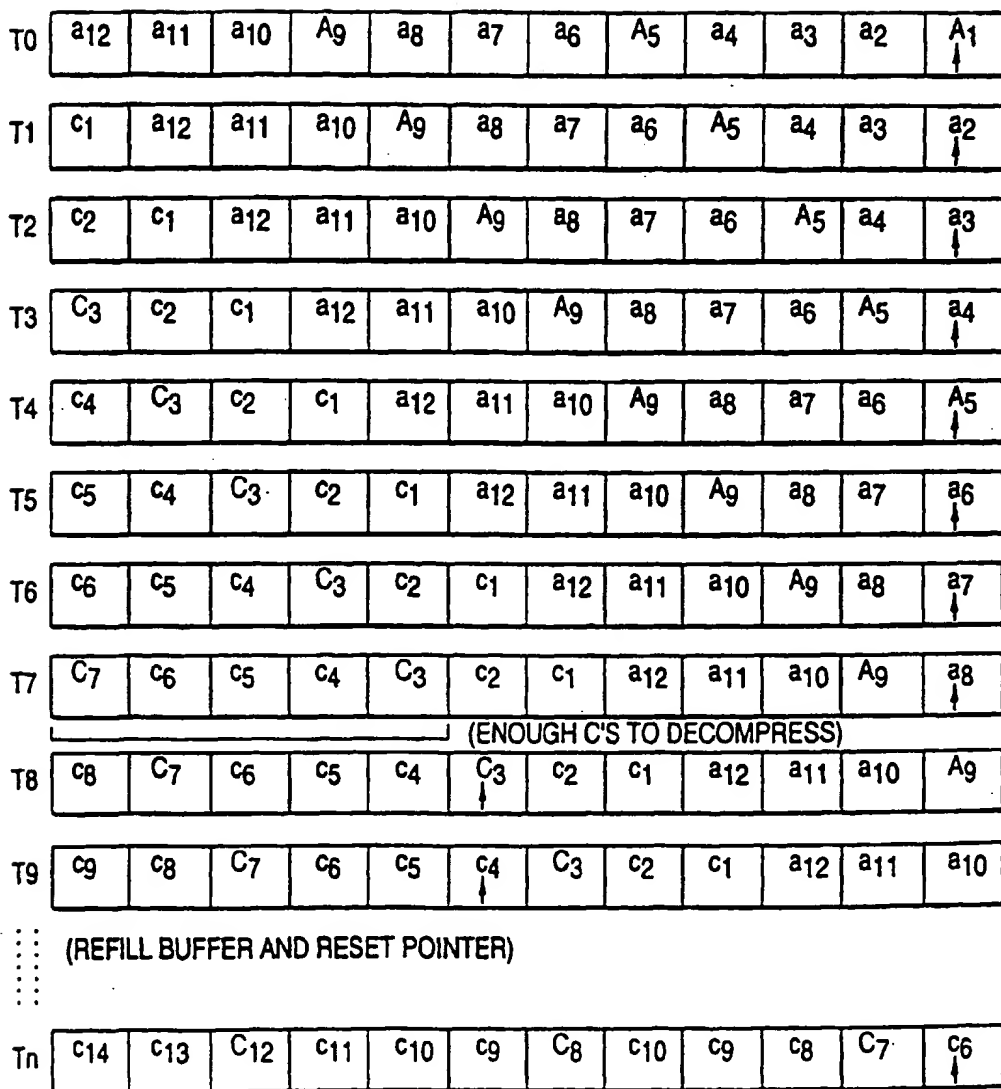 T0 a12 a11 a10 A9 a8 a7 a6 A5 a4 a3 a2 A1
T1 c1 a12 a11 a10 A9 a8 a7 a6 A5 a4 a3 a2
T2 c2 c1 a12 a11 a10 A9 a8 a7 a6 A5 a4 a3
T3 C3 c2 c1 a12 a11 a10 A9 a8 a7 a6 A5 a4
T4 c4 C3 c2 c1 a12 a11 a10 A9 a8 a7 a6 A5
T5 c5 c4 C3 c2 c1 a12 a11 a10 A9 a8 a7 a6
T6 c6 c5 c4 C3 c2 c1 a12 a11 a10 A9 a8 a7
T7 C7 c6 c5 c4 C3 c2 c1 a12 a11 a10 A9 a8
(ENOUGH C'S TO DECOMPRESS)
T8 c8 C7 c6 c5 c4 C3 c2 c1 a12 a11 a10 A9
T9 c9 c8 C7 c6 c5 c4 C3 c2 c1 a12 a11 a10
(REFILL BUFFER AND RESET POINTER)
Tn c14 c13 C12 c11 c10 c9 C8 c10 c9 c8 C7 c6